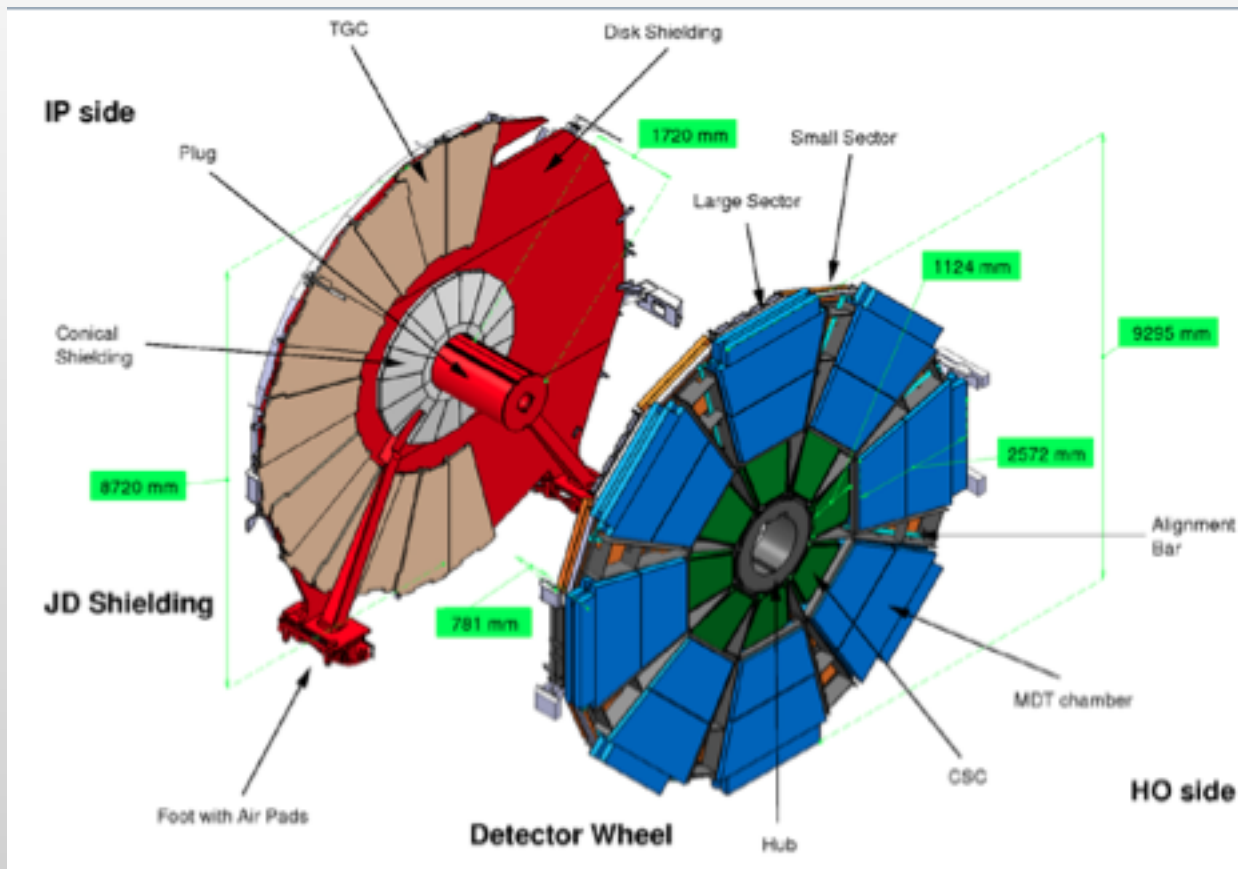 TGC
Disk Shielding
IP side
1720 mm
Small Sector
Plug
Large Sector
1124 mm
Conical
Shielding
9295 mm
2572 mm
8720 mm
Alignment
Bar
JD Shielding
781 mm
MDT chamber
CSC
HO side
Foot with Air Pads
Detector Wheel
Hub